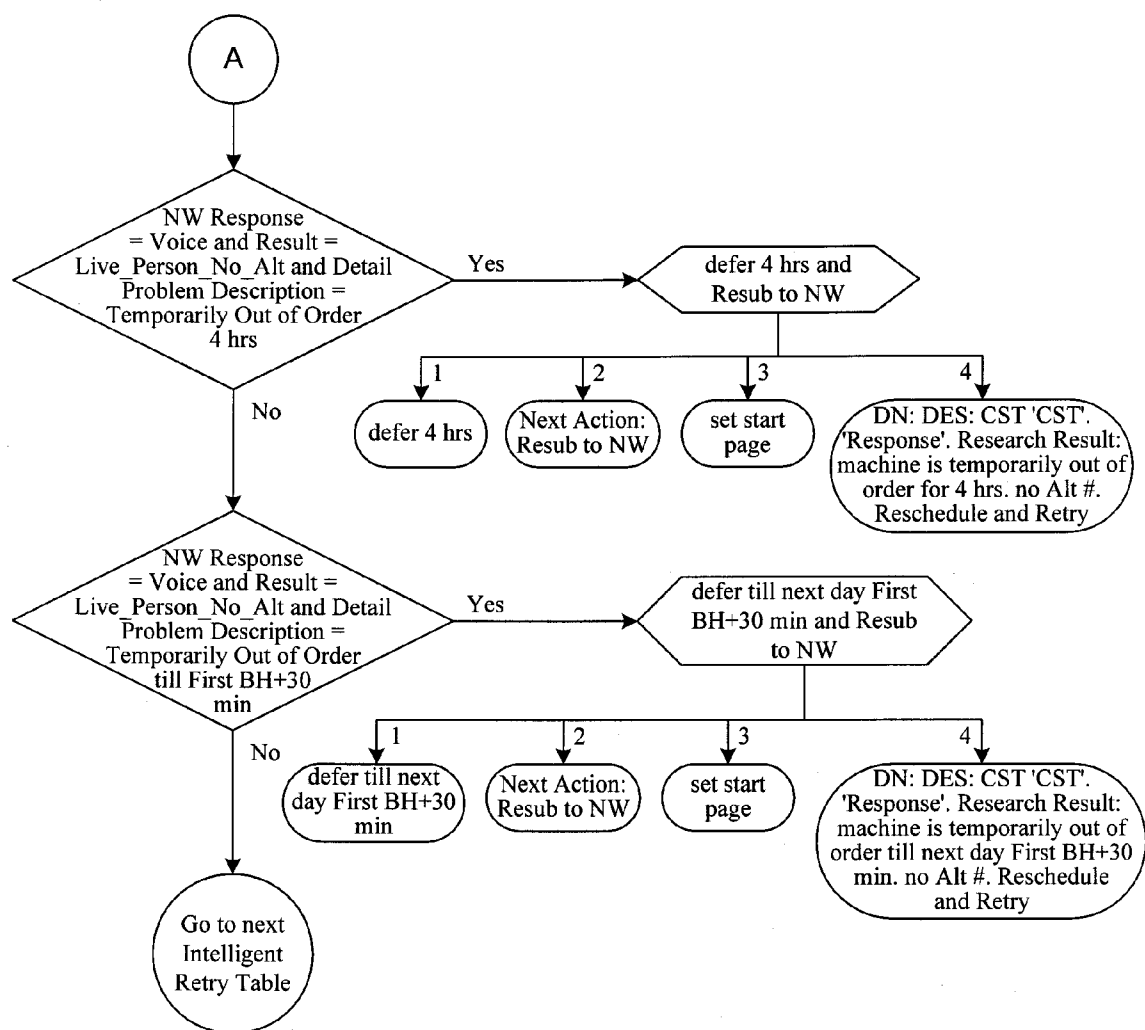 A
NW Response
= Voice and Result =
Live_Person_No_Alt and Detail
Problem Description =
Temporarily Out of Order
4 hrs
Yes
defer 4 hrs and
Resub to NW
No
1
2
3
4
defer 4 hrs
Next Action:
Resub to NW
set start
page
DN: DES: CST 'CST'.
'Response'. Research Result:
machine is temporarily out of
order for 4 hrs. no Alt #.
Reschedule and Retry
NW Response
= Voice and Result =
Live_Person_No_Alt and Detail
Problem Description =
Temporarily Out of Order
till First BH+30
min
Yes
defer till next day First
BH+30 min and Resub
to NW
No
1
2
3
4
defer till next
day First BH+30
min
Next Action:
Resub to NW
set start
page
DN: DES: CST 'CST'.
'Response'. Research Result:
machine is temporarily out of
order till next day First BH+30
min. no Alt #. Reschedule
and Retry
Go to next
Intelligent
Retry Table